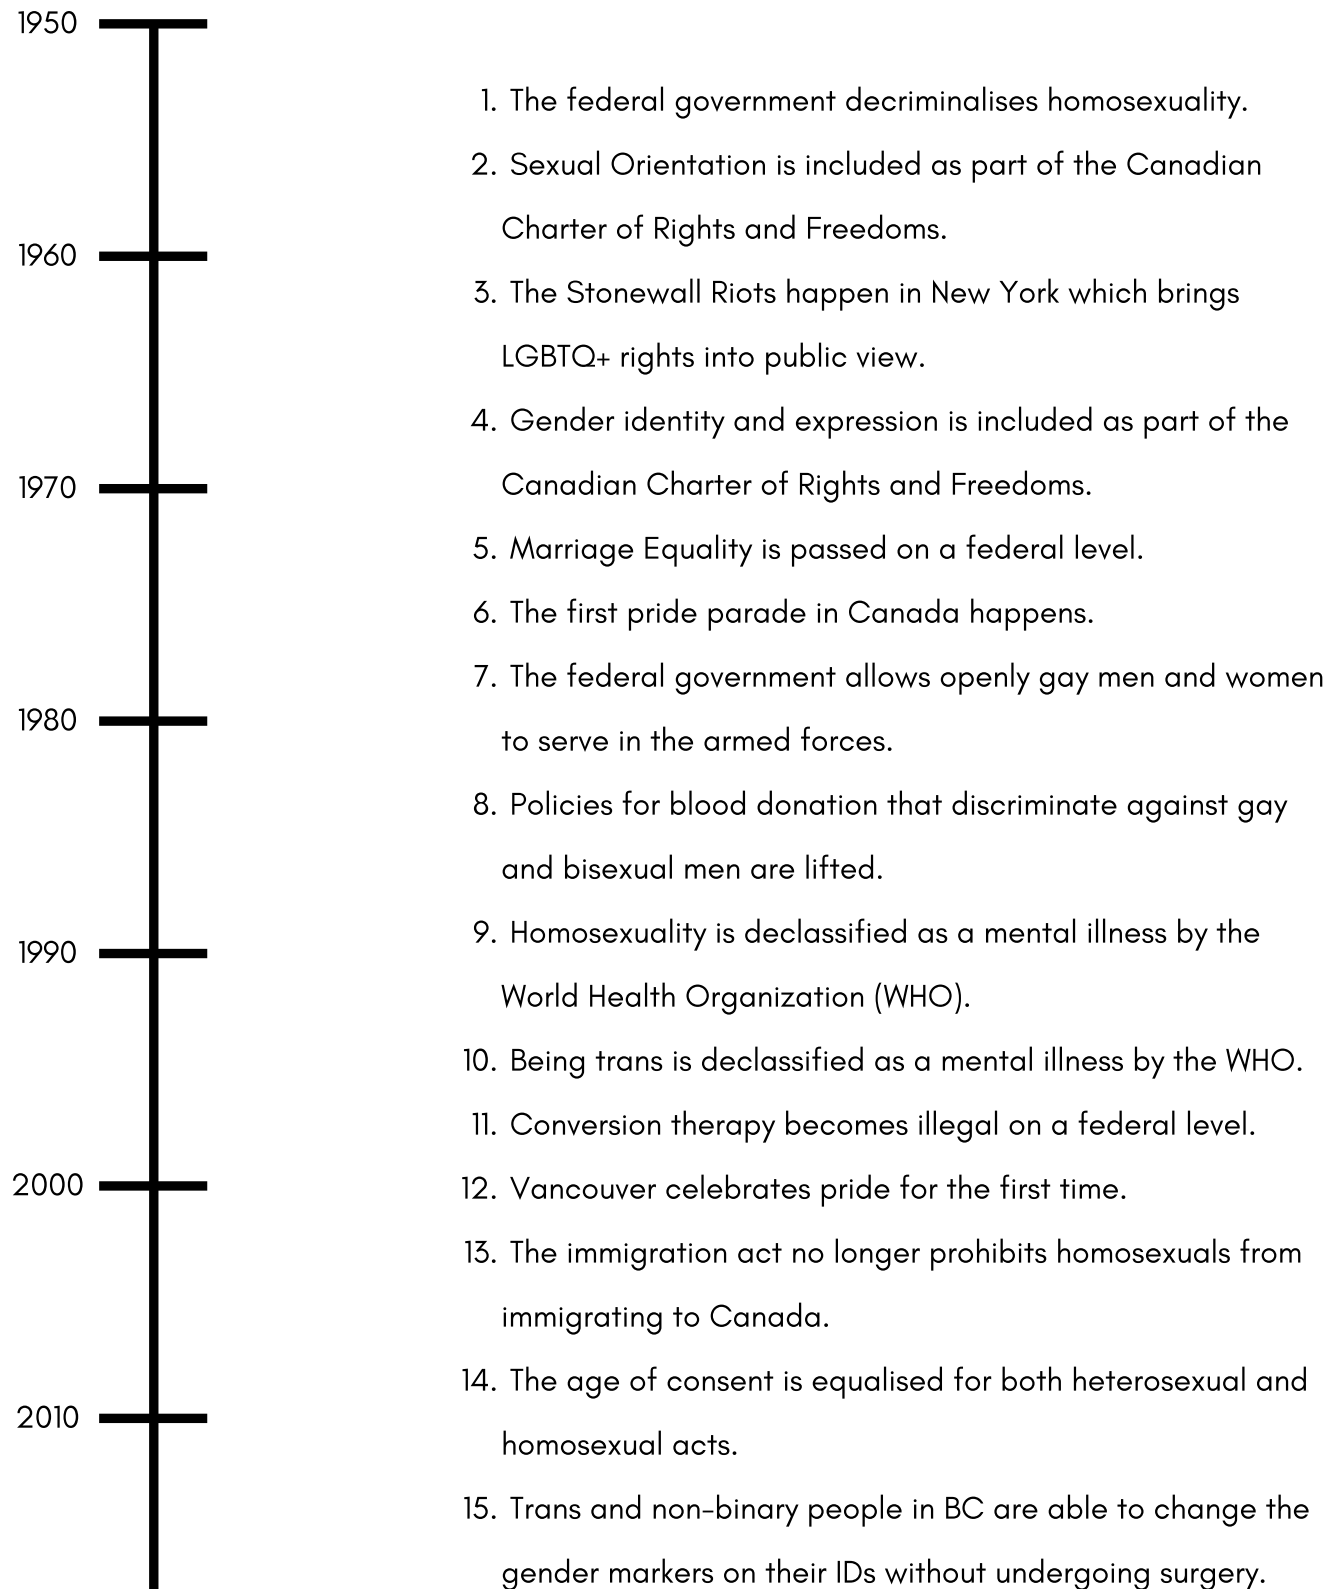 1950
1960
1970
1980
1990
2000
2010
1. The federal government decriminalises homosexuality.
2. Sexual Orientation is included as part of the Canadian
Charter of Rights and Freedoms.
3. The Stonewall Riots happen in New York which brings
LGBTQ+ rights into public view.
4. Gender identity and expression is included as part of the
Canadian Charter of Rights and Freedoms.
5. Marriage Equality is passed on a federal level.
6. The first pride parade in Canada happens.
7. The federal government allows openly gay men and women
to serve in the armed forces.
8. Policies for blood donation that discriminate against gay
and bisexual men are lifted.
9. Homosexuality is declassified as a mental illness by the
World Health Organization (WHO).
10. Being trans is declassified as a mental illness by the WHO.
11. Conversion therapy becomes illegal on a federal level.
12. Vancouver celebrates pride for the first time.
13. The immigration act no longer prohibits homosexuals from
immigrating to Canada.
14. The age of consent is equalised for both heterosexual and
homosexual acts.
15. Trans and non-binary people in BC are able to change the
gender markers on their IDs without undergoing surgery.